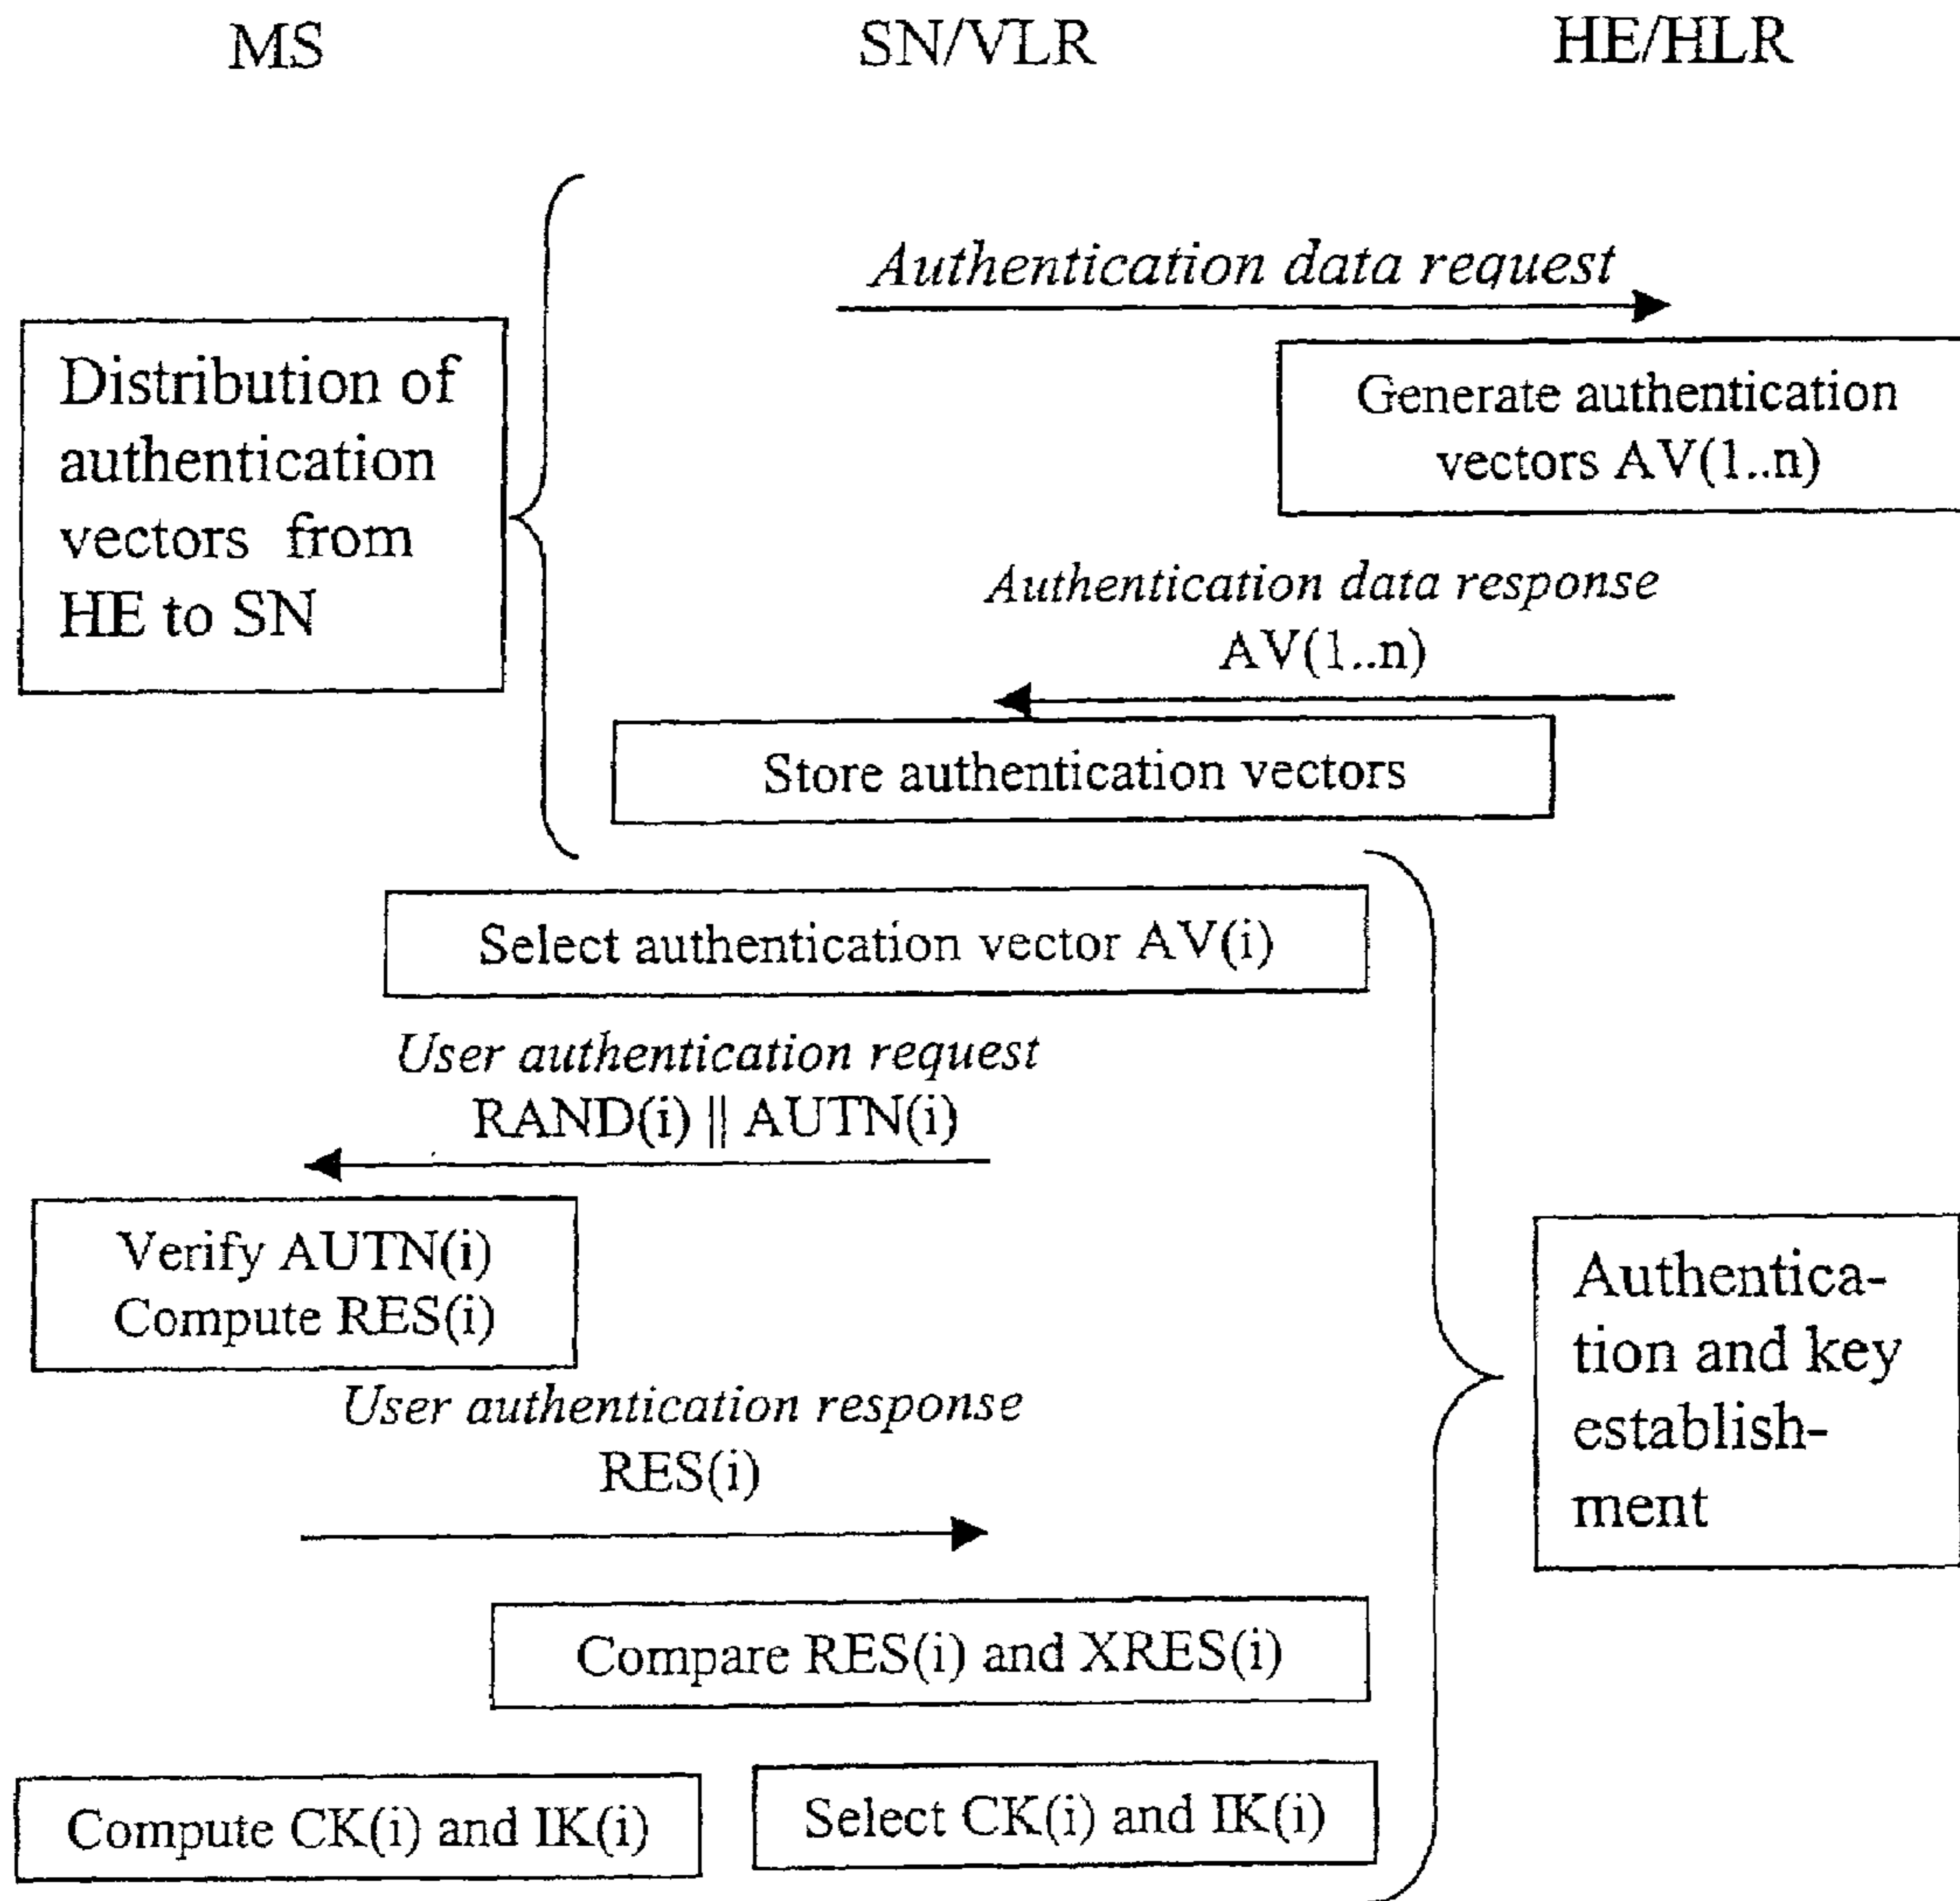 MS SN/VLR HE/HLR
Authentication data request
Distribution of
authentication
vectors from
HE to SN
Generate authentication
vectors AV(1..n)
Authentication data response
AV(1..n)
Store authentication vectors
Select authentication vector AV(i)
User authentication request
RAND(i) || AUTN(i)
Verify AUTN(i)
Compute RES(i)
Authentica-
tion and key
establish-
ment
User authentication response
RES(i)
Compare RES(i) and XRES(i)
Compute CK(i) and IK(i)
Select CK(i) and IK(i)